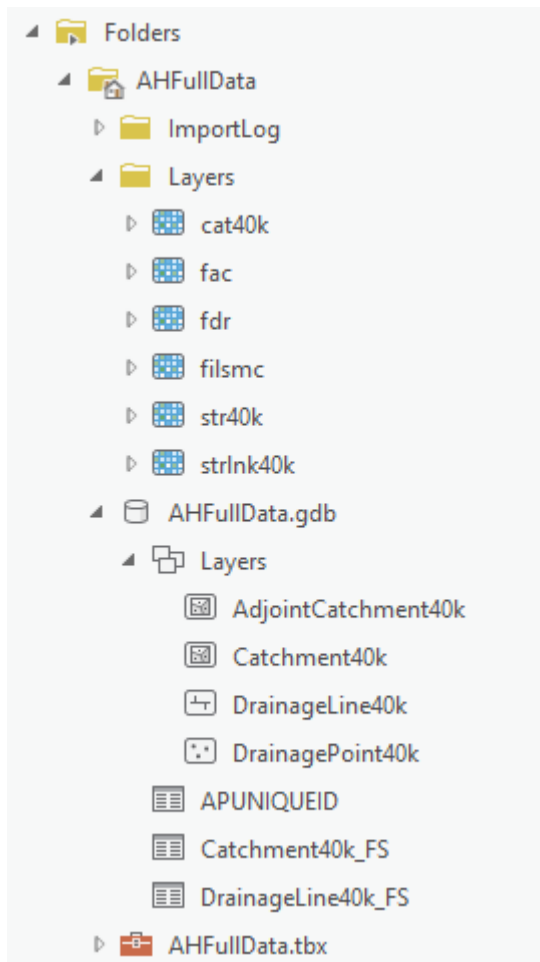 Folders
AHFullData
ImportLog
Layers
cat40k
fac
fdr
filsmc
str40k
strlnk40k
AHFullData.gdb
Layers
AdjointCatchment40k
Catchment40k
DrainageLine40k
DrainagePoint40k
APUNIQUEID
Catchment40k_FS
DrainageLine40k_FS
AHFullData.tbx